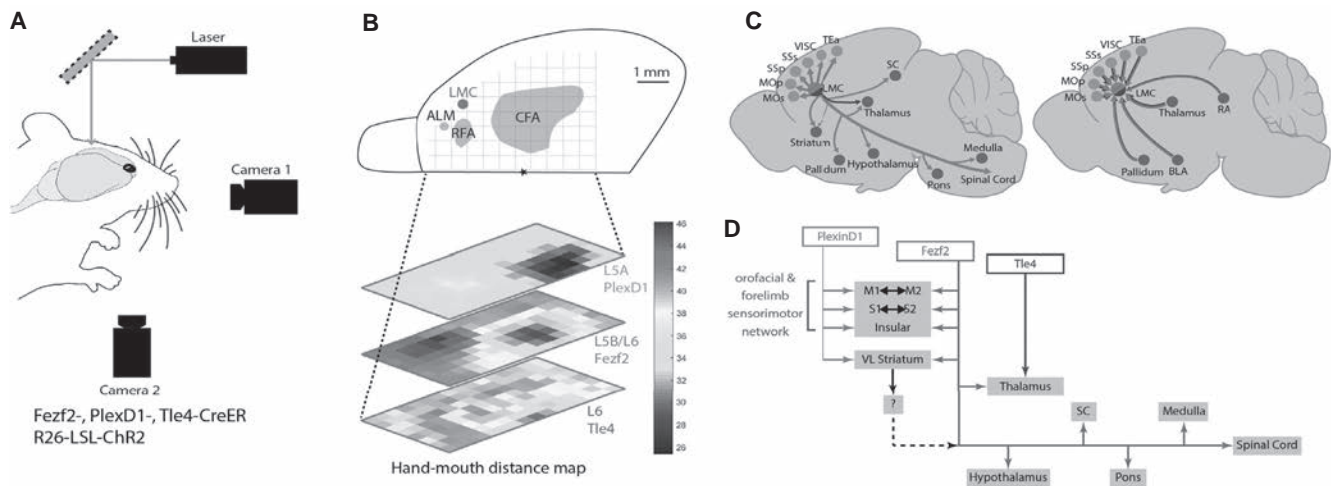 A
Laser
Camera 1
Camera 2
Fezf2-, PlexD1-, Tle4-CreER
R26-LSL-ChR2
B
1 mm
LMC
ALM
RFA
CFA
L5A
PlexD1
L5B/L6
Fezf2
L6
Tle4
46
44
42
40
38
36
34
32
30
28
26
Hand-mouth distance map
C
TEa
VISC
SSs
SSp
MOp
MOs
LMC
SC
Thalamus
Striatum
Pallidum
Hypothalamus
Pons
Medulla
Spinal Cord
TEa
VISC
SSs
SSp
MOp
MOs
LMC
Thalamus
RA
Pallidum
BLA
D
PlexinD1
Fezf2
Tle4
orofacial &
forelimb
sensorimotor
network
M1 M2
S1 S2
Insular
VL Striatum
?
Thalamus
SC
Medulla
Spinal Cord
Hypothalamus
Pons